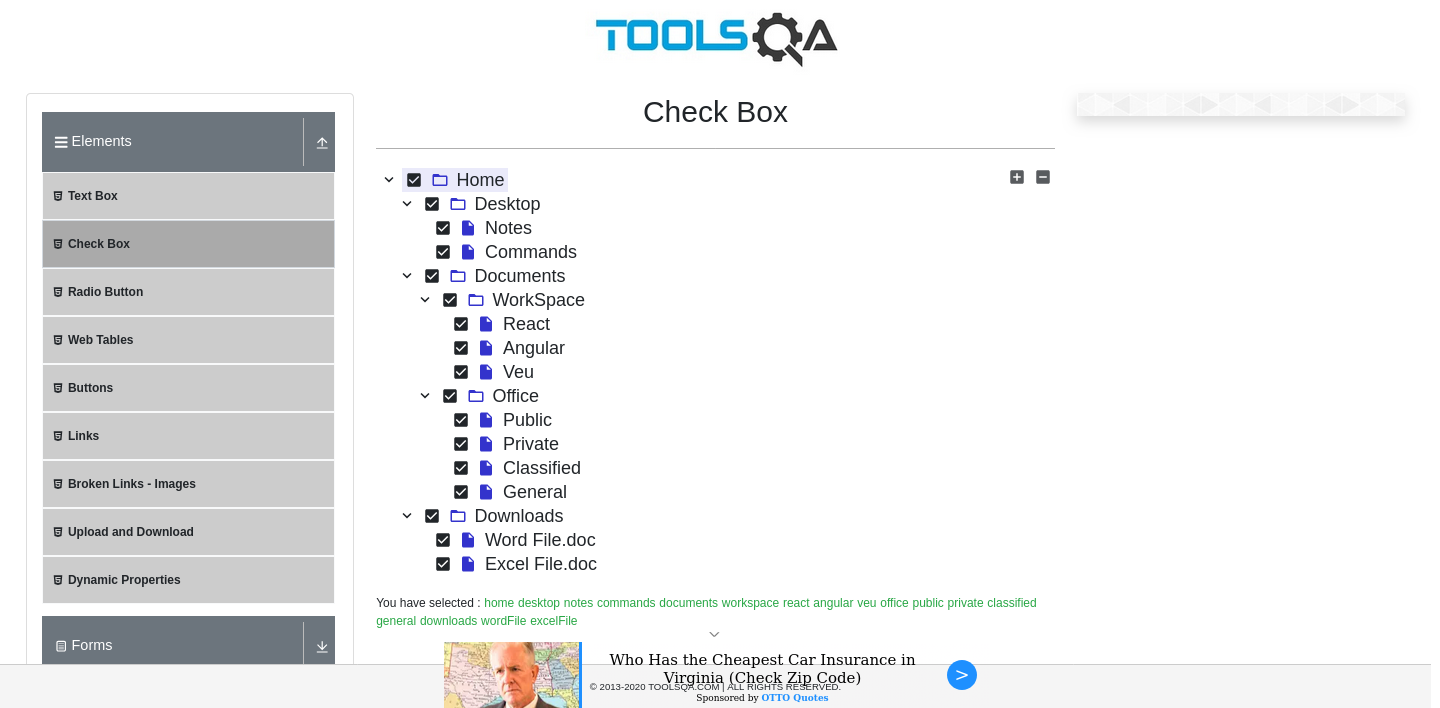 TOOLSQA
Elements
Text Box
Check Box
Radio Button
Web Tables
Buttons
Links
Broken Links - Images
Upload and Download
Dynamic Properties
Forms
Check Box
Home
Desktop
Notes
Commands
Documents
WorkSpace
React
Angular
Veu
Office
Public
Private
Classified
General
Downloads
Word File.doc
Excel File.doc
You have selected : home desktop notes commands documents workspace react angular veu office public private classified
general downloads wordFile excelFile
Who Has the Cheapest Car Insurance in
Virginia (Check Zip Code)
© 2013-2020 TOOLSQA.COM | ALL RIGHTS RESERVED.
Sponsored by OTTO Quotes